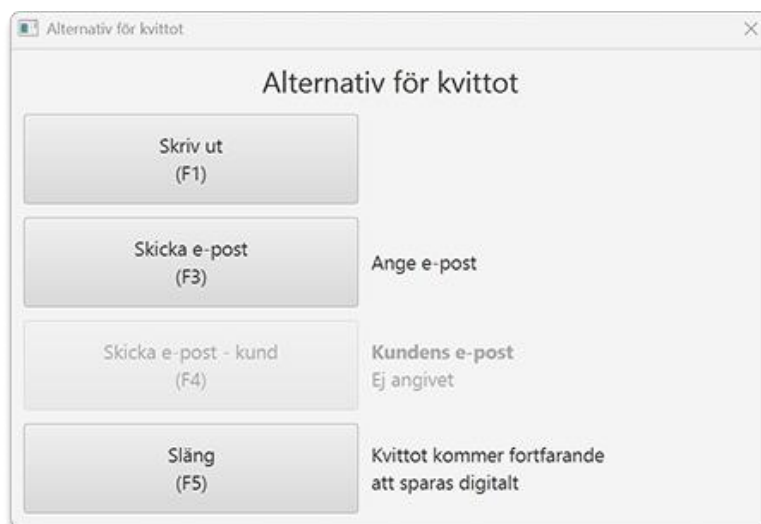 Alternativ för kvittot
Alternativ för kvittot
Skriv ut
(F1)
Skicka e-post
(F3)
Ange e-post
Skicka e-post - kund
(F4)
Kundens e-post
Ej angivet
Släng
(F5)
Kvittot kommer fortfarande
att sparas digitalt